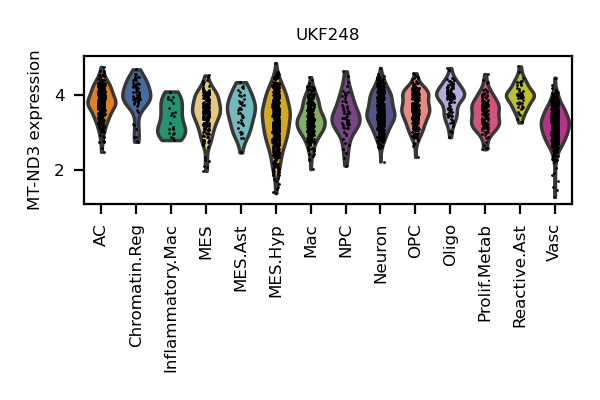 UKF248
MT-ND3 expression
4
2
AC
Chromatin.Reg
Inflammatory.Mac
MES
MES.Ast
MES.Hyp
Mac
NPC
Neuron
OPC
Oligo
Prolif.Metab
Reactive.Ast
Vasc